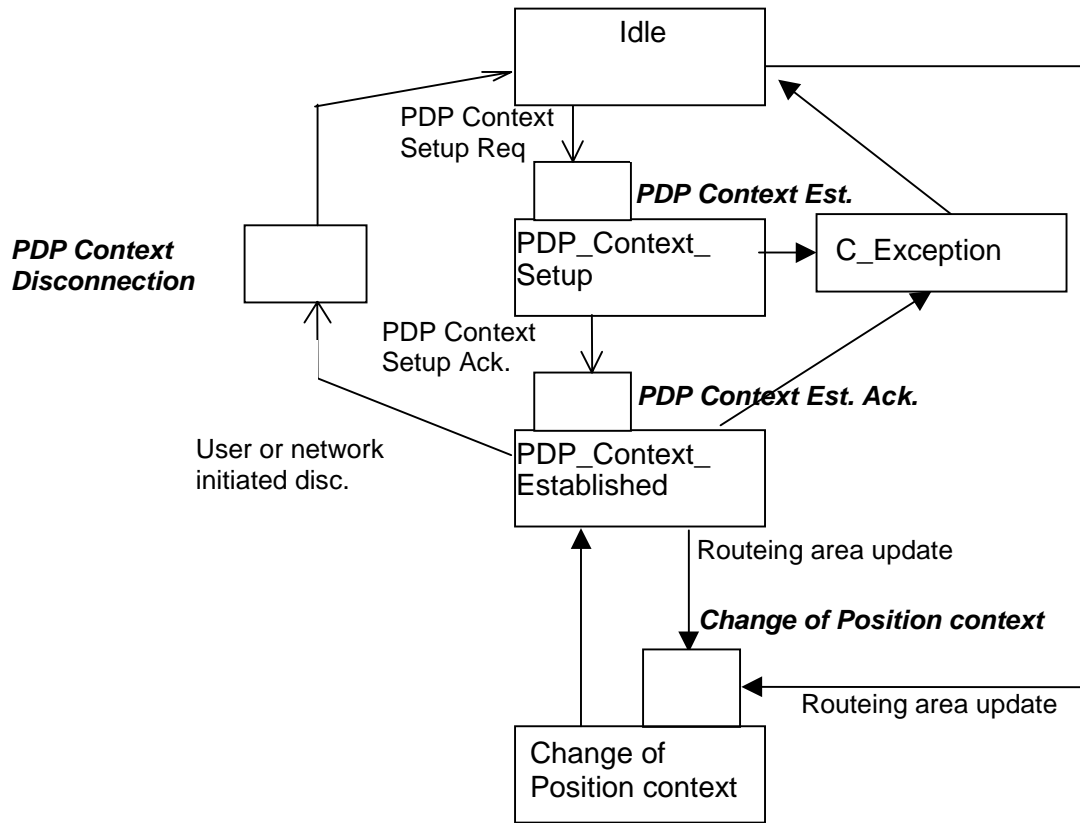 Idle
PDP Context
Setup Req
PDP Context Est.
PDP Context
Disconnection
PDP_Context_
Setup
C_Exception
PDP Context
Setup Ack.
PDP Context Est. Ack.
User or network
initiated disc.
PDP_Context_
Established
Routeing area update
Change of Position context
Routeing area update
Change of
Position context